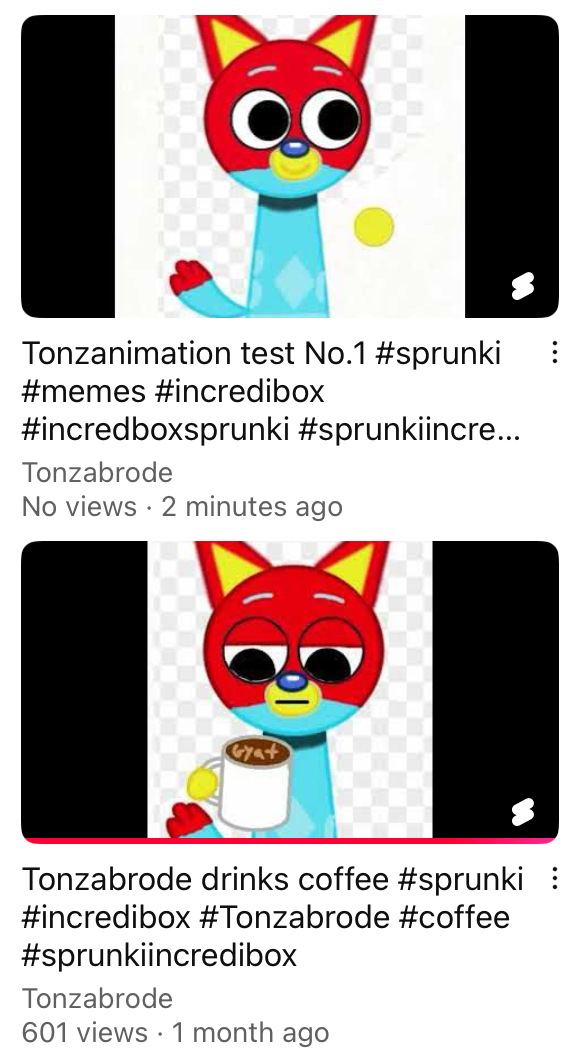 Tonzanimation test No.1 #sprunki
#memes #incredibox
#incredboxsprunki #sprunkiincre...
Tonzabrode
No views · 2 minutes ago
Gyat
Tonzabrode drinks coffee #sprunki
#incredibox #Tonzabrode #coffee
#sprunkiincredibox
Tonzabrode
601 views · 1 month ago